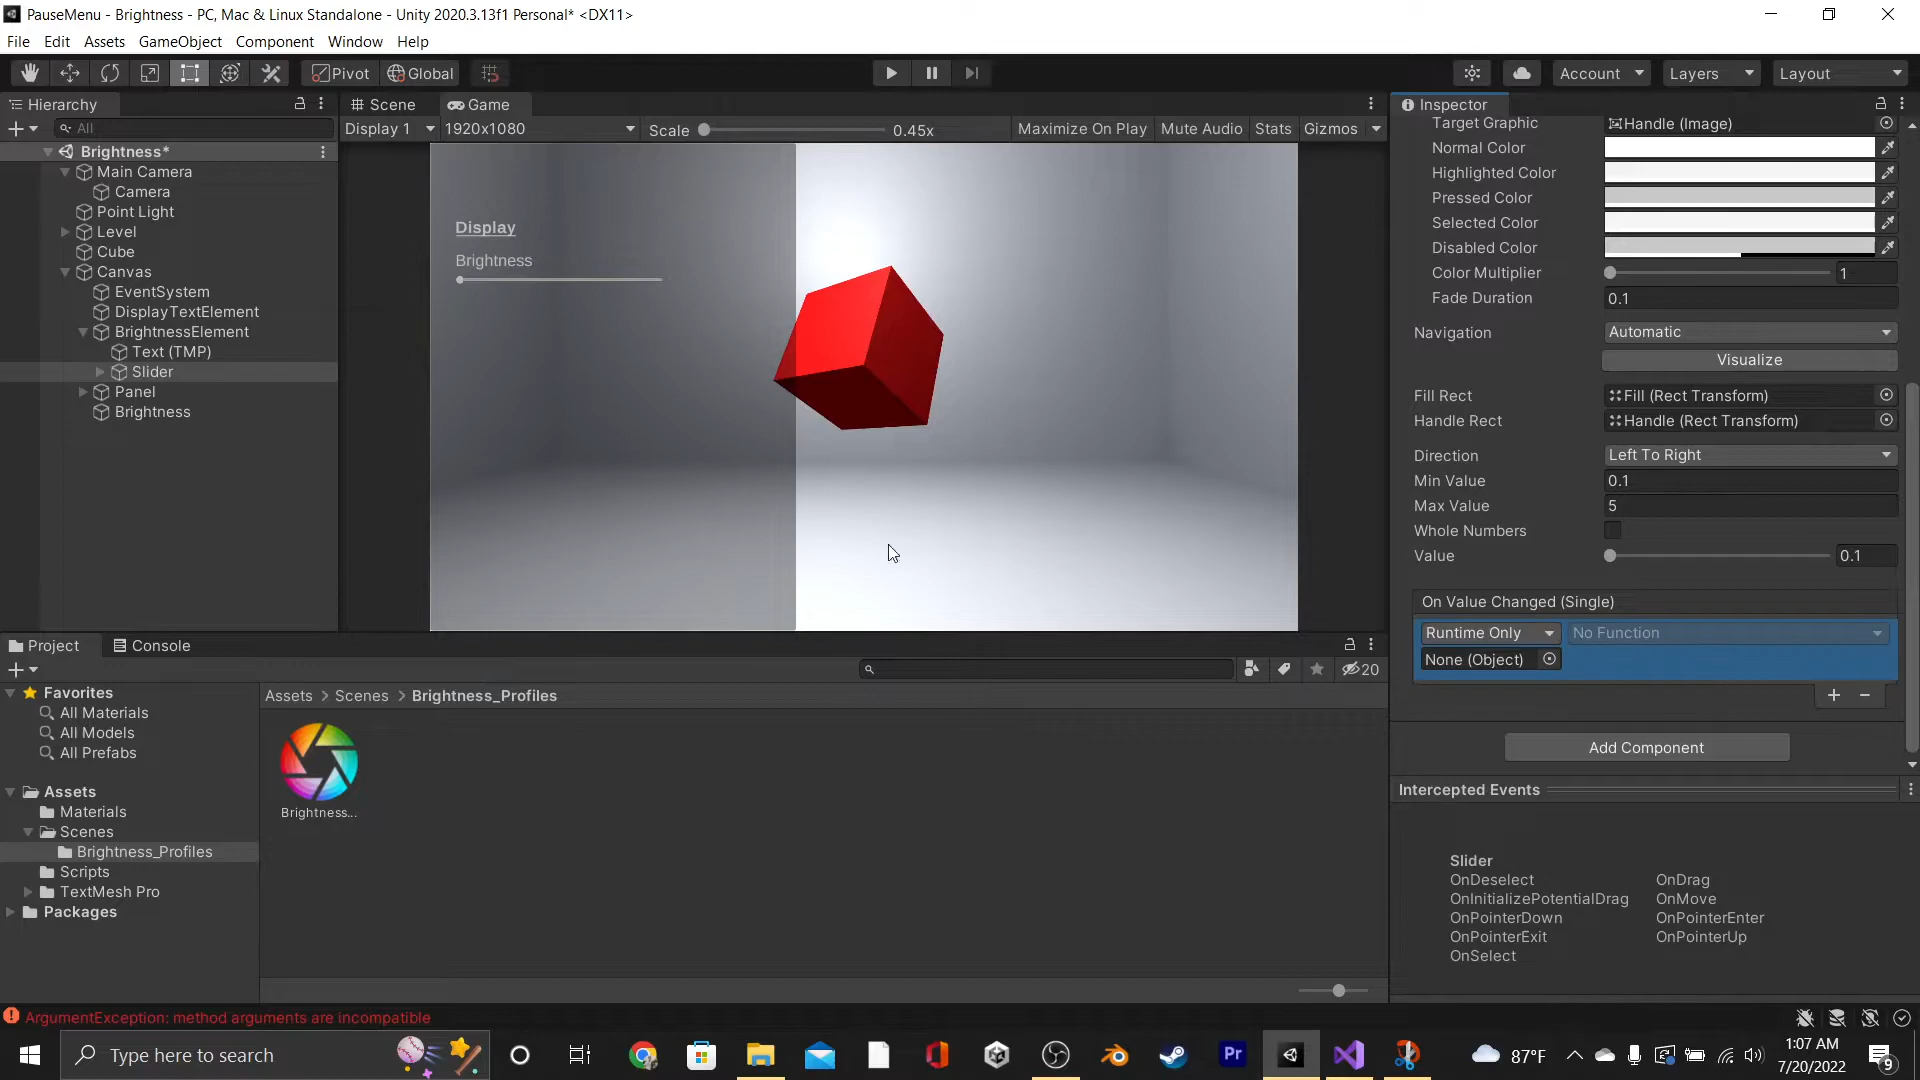 PauseMenu - Brightness - PC, Mac & Linux Standalone - Unity 2020.3.13f1 Personal* <DX11>
File Edit Assets GameObject Component Window Help
Pivot Global Account Layers Layout
Hierarchy
All
Brightness*
Main Camera
Camera
Point Light
Level
Cube
Canvas
EventSystem
DisplayTextElement
BrightnessElement
Text (TMP)
Slider
Panel
Brightness
Scene Game
Display 1 1920x1080 Scale 0.45x Maximize On Play Mute Audio Stats Gizmos
Display
Brightness
Inspector
Target Graphic Handle (Image)
Normal Color
Highlighted Color
Pressed Color
Selected Color
Disabled Color
Color Multiplier 1
Fade Duration 0.1
Navigation Automatic
Visualize
Fill Rect Fill (Rect Transform)
Handle Rect Handle (Rect Transform)
Direction Left To Right
Min Value 0.1
Max Value 5
Whole Numbers
Value 0.1
On Value Changed (Single)
Runtime Only No Function
None (Object)
+ −
Add Component
Intercepted Events
Slider
OnDeselect OnDrag
OnInitializePotentialDrag OnMove
OnPointerDown OnPointerEnter
OnPointerExit OnPointerUp
OnSelect
Project Console
20
Favorites
All Materials
All Models
All Prefabs
Assets
Materials
Scenes
Brightness_Profiles
Scripts
TextMesh Pro
Packages
Assets > Scenes > Brightness_Profiles
Brightness...
ArgumentException: method arguments are incompatible
Type here to search
Pr
87°F
1:07 AM
7/20/2022
9